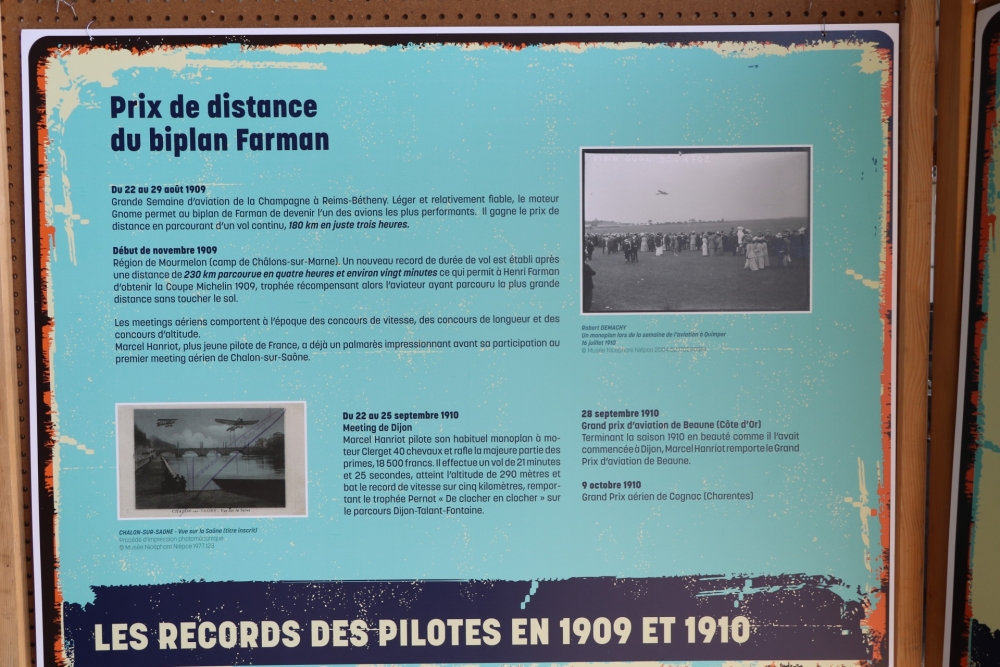 Prix de distance
du biplan Farman
Du 22 au 29 août 1909
Grande Semaine d'aviation de la Champagne à Reims-Bétheny. Léger et relativement fiable, le moteur
Gnome permet au biplan de Farman de devenir l'un des avions les plus performants. Il gagne le prix de
distance en parcourant d'un vol continu, 180 km en juste trois heures.
Début de novembre 1909
Région de Mourmelon (camp de Châlons-sur-Marne). Un nouveau record de durée de vol est établi après
une distance de 230 km parcourue en quatre heures et environ vingt minutes ce qui permit à Henri Farman
d'obtenir la Coupe Michelin 1909, trophée récompensant alors l'aviateur ayant parcouru la plus grande
distance sans toucher le sol.
Les meetings aériens comportent à l'époque des concours de vitesse, des concours de longueur et des
concours d'altitude.
Marcel Hanriot, plus jeune pilote de France, a déjà un palmarès impressionnant avant sa participation au
premier meeting aérien de Chalon-sur-Saône.
Robert DEMACHY
Un monoplan lors de la semaine de l'aviation à Quimper
16 juillet 1910
© Musée Nicéphore Niépce
CHALON-SUR-SAONE - Vue sur la Saône (titre inscrit)
Procédé d'impression photomécanique
© Musée Nicéphore Niépce
Du 22 au 25 septembre 1910
Meeting de Dijon
Marcel Hanriot pilote son habituel monoplan à mo-
teur Clerget 40 chevaux et rafle la majeure partie des
primes, 18 500 francs. Il effectue un vol de 21 minutes
et 25 secondes, atteint l'altitude de 290 mètres et
bat le record de vitesse sur cinq kilomètres, rempor-
tant le trophée Pernot « De clocher en clocher » sur
le parcours Dijon-Talant-Fontaine.
28 septembre 1910
Grand prix d'aviation de Beaune (Côte d'Or)
Terminant la saison 1910 en beauté comme il l'avait
commencée à Dijon, Marcel Hanriot remporte le Grand
Prix d'aviation de Beaune.
9 octobre 1910
Grand Prix aérien de Cognac (Charentes)
LES RECORDS DES PILOTES EN 1909 ET 1910